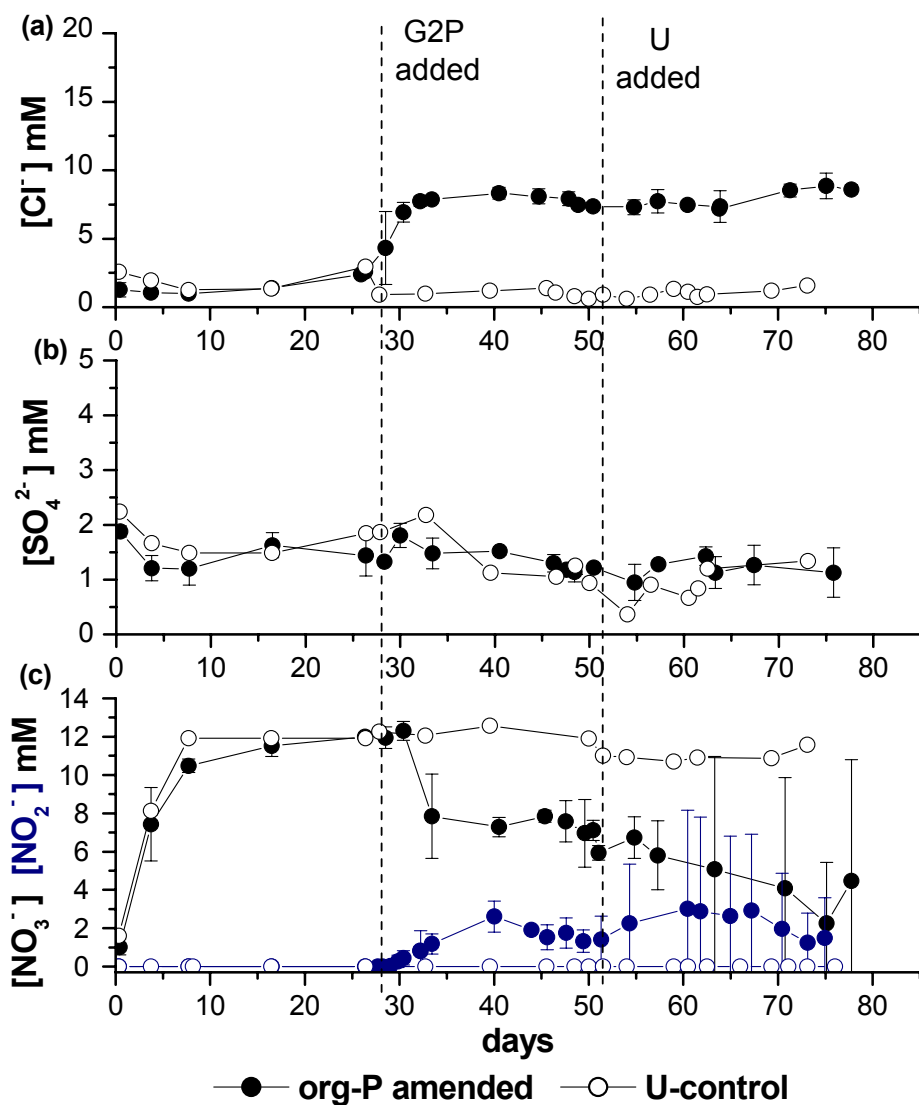 (a)
G2P
added
U
added
[Cl⁻] mM
20
15
10
5
0
0 10 20 30 40 50 60 70 80
(b)
[SO₄²⁻] mM
5
4
3
2
1
0
0 10 20 30 40 50 60 70 80
(c)
[NO₃⁻] [NO₂⁻] mM
14
12
10
8
6
4
2
0
0 10 20 30 40 50 60 70 80
days
org-P amended U-control